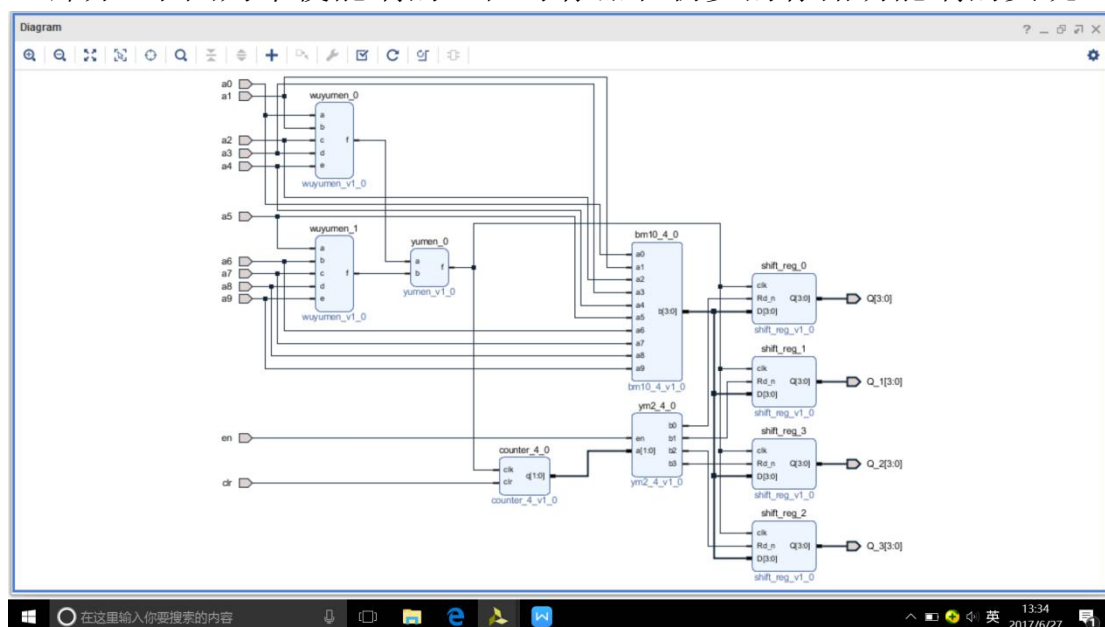 Diagram
a0
a1
a2
a3
a4
a5
a6
a7
a8
a9
en
clr
wuyumen_0
a
b
c f
d
e
wuyumen_v1_0
wuyumen_1
a
b
c f
d
e
wuyumen_v1_0
yumen_0
a f
b
yumen_v1_0
counter_4_0
clk q[1:0]
clr
counter_4_v1_0
bm10_4_0
a0
a1
a2
a3
a4
a5 b[3:0]
a6
a7
a8
a9
bm10_4_v1_0
ym2_4_0
b0
en b1
a[1:0] b2
b3
ym2_4_v1_0
shift_reg_0
clk
Rd_n Q[3:0]
D[3:0]
shift_reg_v1_0
Q[3:0]
shift_reg_1
clk
Rd_n Q[3:0]
D[3:0]
shift_reg_v1_0
Q_1[3:0]
shift_reg_3
clk
Rd_n Q[3:0]
D[3:0]
shift_reg_v1_0
Q_2[3:0]
shift_reg_2
clk
Rd_n Q[3:0]
D[3:0]
shift_reg_v1_0
Q_3[3:0]
在这里输入你要搜索的内容
英
13:34
2017/6/27